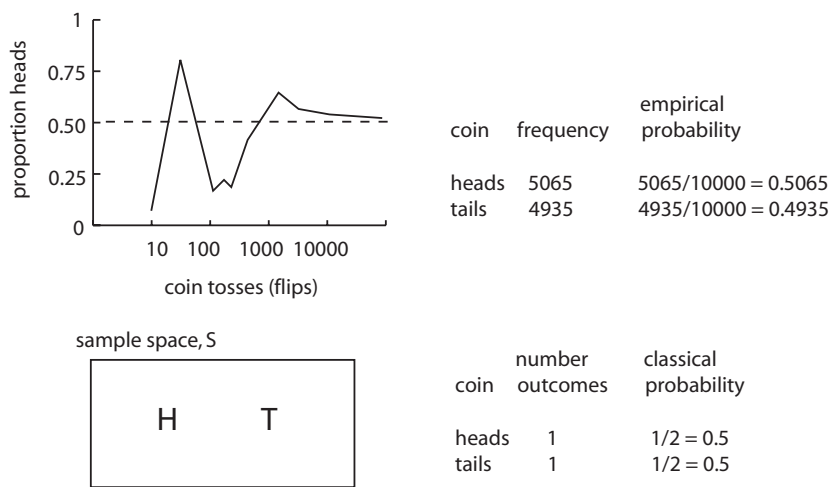 1
0.75
0.50
0.25
0
proportion heads
10 100 1000 10000
coin tosses (flips)
empirical
coin frequency probability
heads 5065 5065/10000 = 0.5065
tails 4935 4935/10000 = 0.4935
sample space, S
H T
number classical
coin outcomes probability
heads 1 1/2 = 0.5
tails 1 1/2 = 0.5